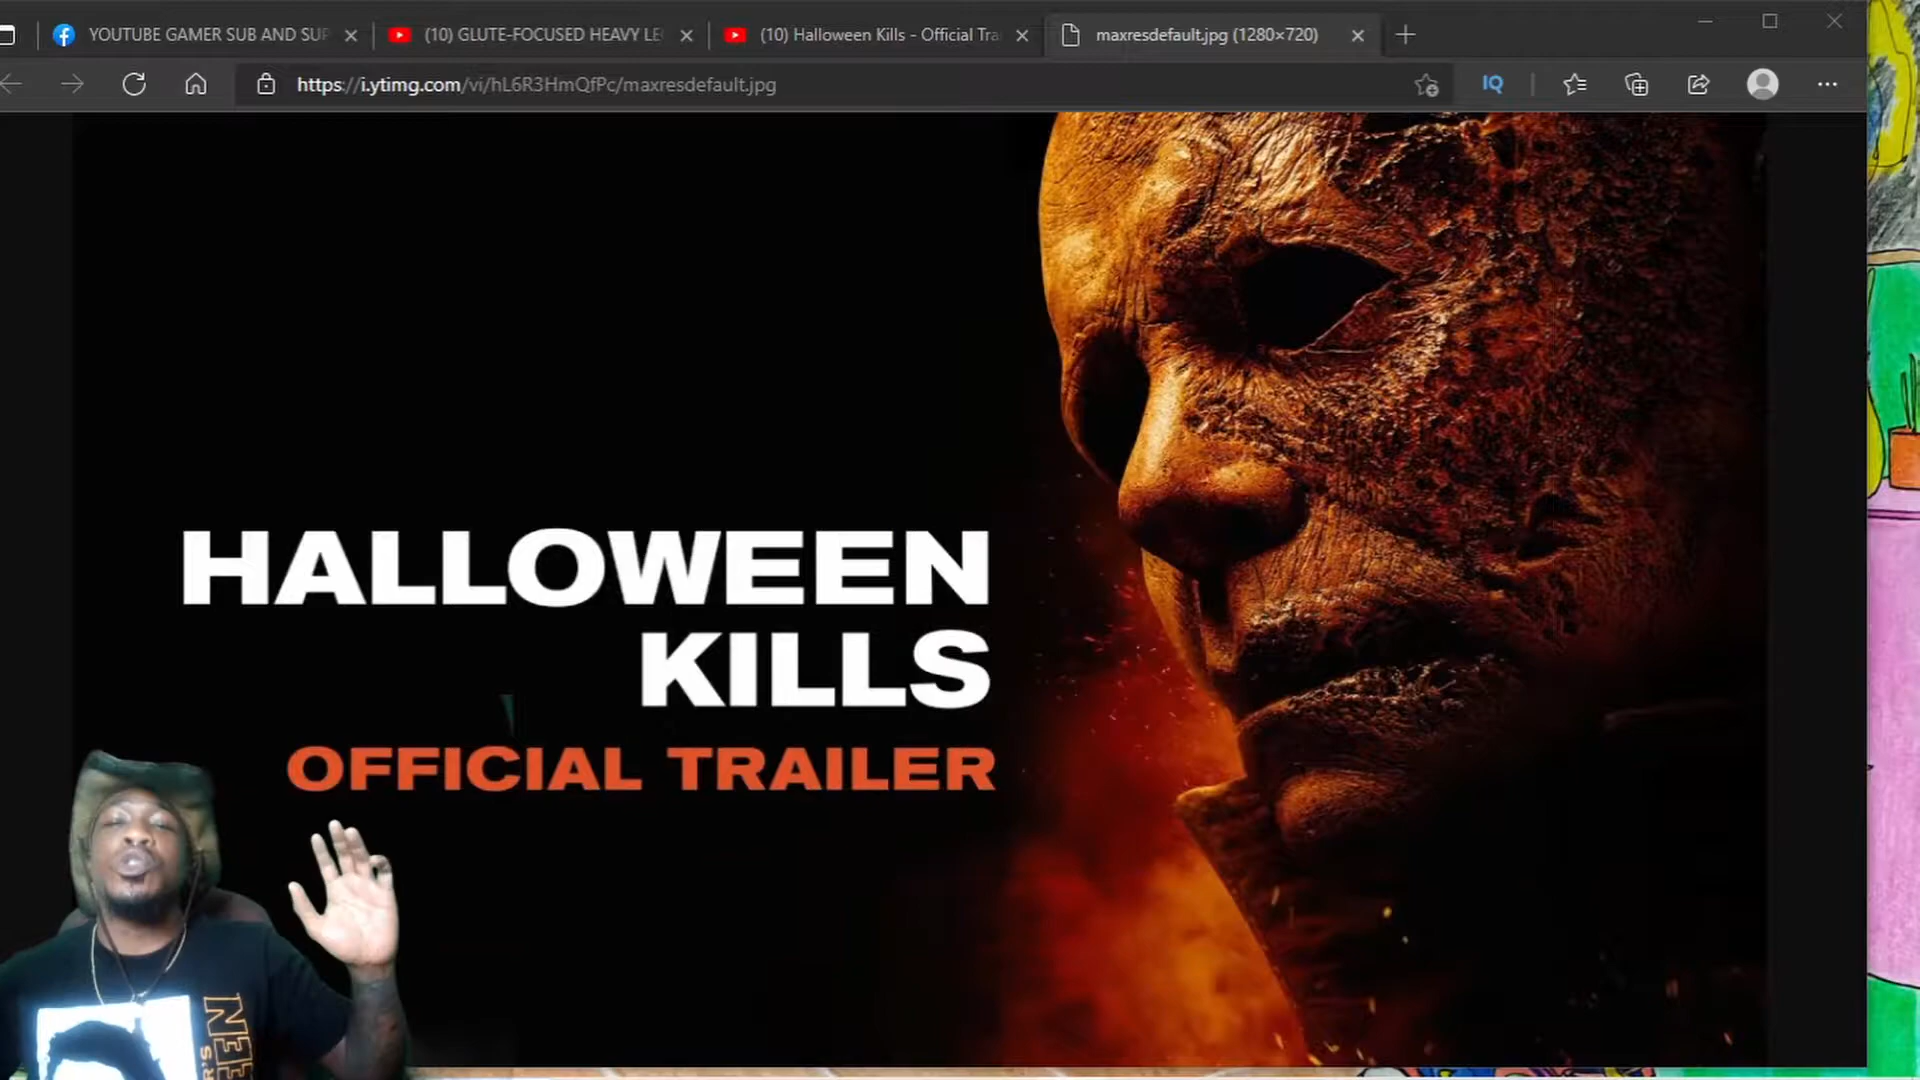 YOUTUBE GAMER SUB AND SUP
(10) GLUTE-FOCUSED HEAVY LE
(10) Halloween Kills - Official Tra
maxresdefault.jpg (1280×720)
https://i.ytimg.com/vi/hL6R3HmQfPc/maxresdefault.jpg
IQ
HALLOWEEN
KILLS
OFFICIAL TRAILER